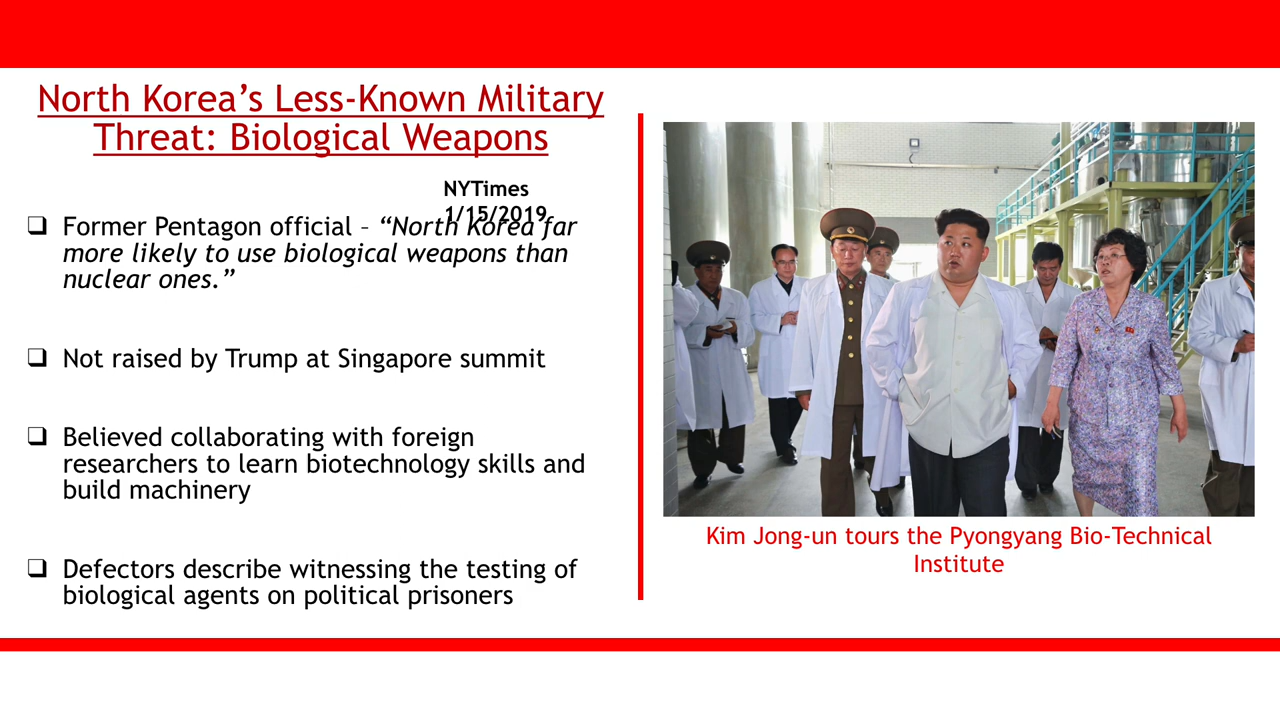 North Korea’s Less-Known Military
Threat: Biological Weapons
NYTimes
1/15/2019
❑ Former Pentagon official – “North Korea far
more likely to use biological weapons than
nuclear ones.”
❑ Not raised by Trump at Singapore summit
❑ Believed collaborating with foreign
researchers to learn biotechnology skills and
build machinery
❑ Defectors describe witnessing the testing of
biological agents on political prisoners
Kim Jong-un tours the Pyongyang Bio-Technical
Institute